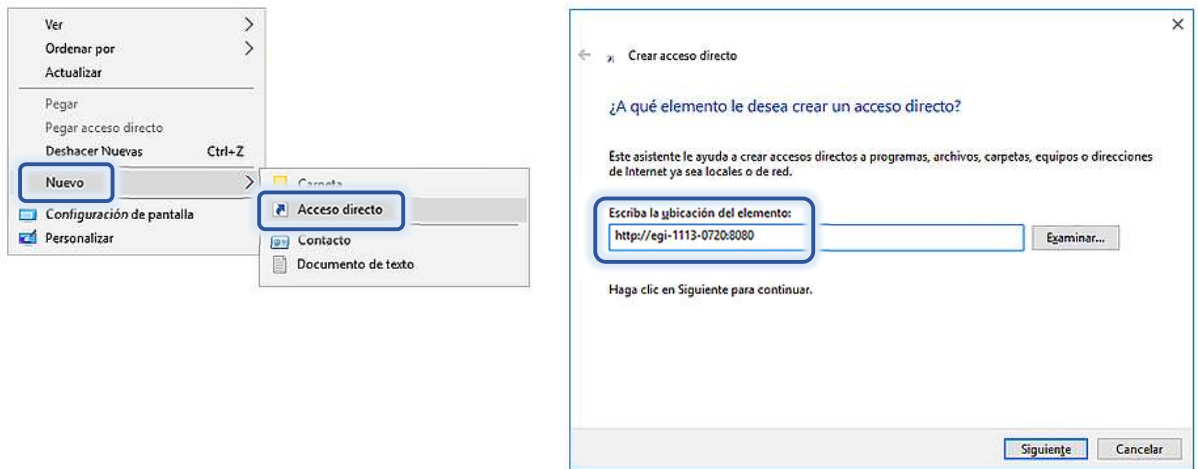 Ver
Ordenar por
Actualizar
Pegar
Pegar acceso directo
Deshacer Nuevas Ctrl+Z
Nuevo
Configuración de pantalla
Personalizar
Carpeta
Acceso directo
Contacto
Documento de texto
Crear acceso directo
¿A qué elemento le desea crear un acceso directo?
Este asistente le ayuda a crear accesos directos a programas, archivos, carpetas, equipos o direcciones
de Internet ya sea locales o de red.
Escriba la ubicación del elemento:
http://egi-1113-0720:8080
Examinar...
Haga clic en Siguiente para continuar.
Siguiente Cancelar